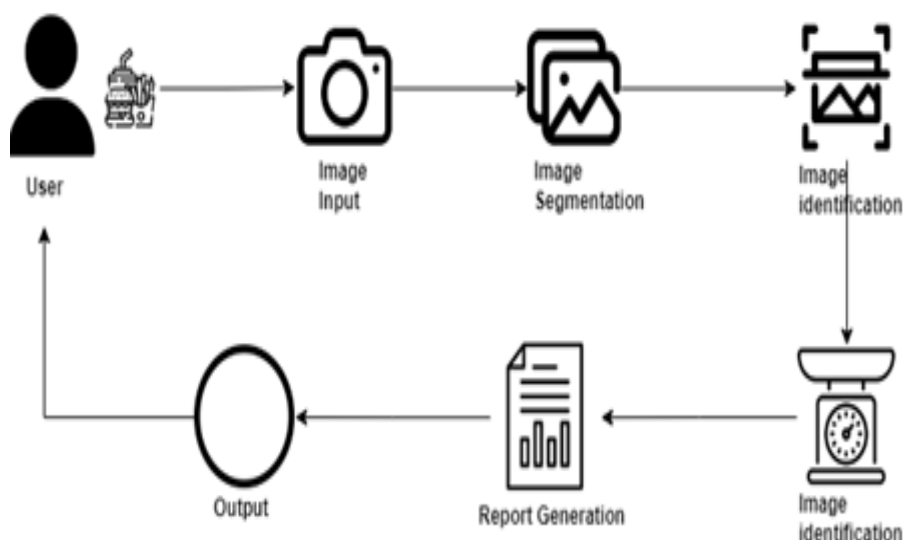 User
Image
Input
Image
Segmentation
Image
identification
Output
Report Generation
Image
identification